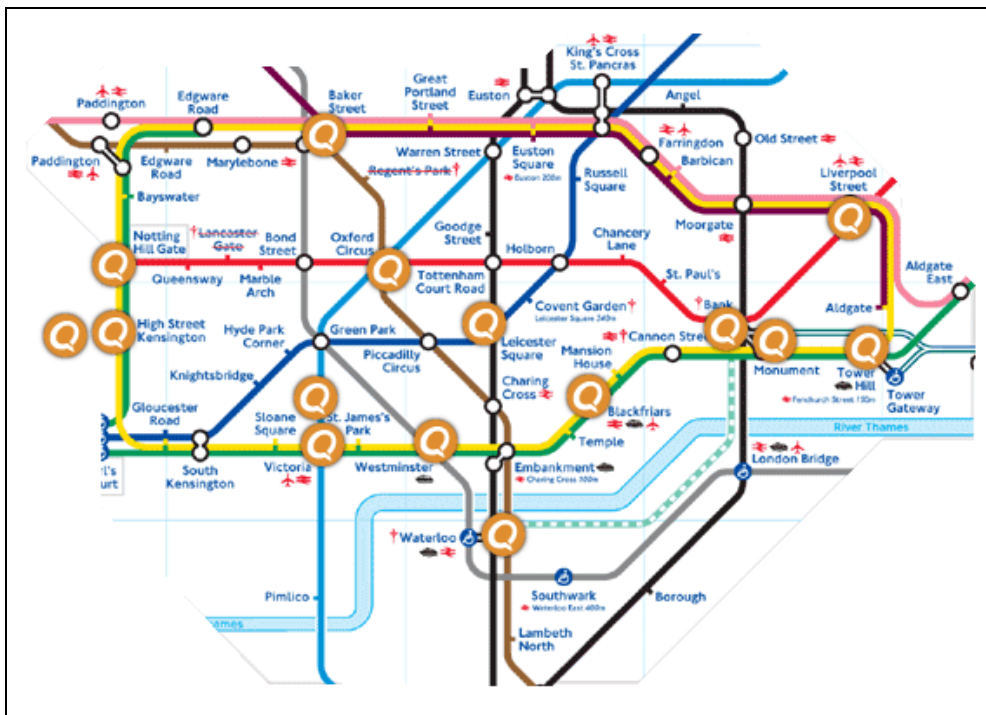 King's Cross
St. Pancras
Paddington
Edgware
Road
Baker
Street
Great
Portland
Street
Euston
Angel
Paddington
Edgware
Road
Marylebone
Regent's Park
Warren Street
Euston
Square
Euston 200m
Farringdon
Barbican
Old Street
Liverpool
Street
Bayswater
Russell
Square
Notting
Hill Gate
Lancaster
Gate
Bond
Street
Oxford
Circus
Goodge
Street
Holborn
Chancery
Lane
Moorgate
Queensway
Marble
Arch
Tottenham
Court Road
St. Paul's
Aldgate
East
Covent Garden
Leicester Square 340m
Bank
Aldgate
High Street
Kensington
Hyde Park
Corner
Green Park
Piccadilly
Circus
Leicester
Square
Mansion
House
Cannon Stre
Monument
Tower
Hill
Fenchurch Street 150m
Tower
Gateway
Knightsbridge
Charing
Cross
Gloucester
Road
Sloane
Square
St. James's
Park
Blackfriars
Temple
River Thames
rl's
ourt
South
Kensington
Victoria
Westminster
Embankment
Charing Cross 100m
London Bridge
Waterloo
Southwark
Waterloo East 400m
Pimlico
Borough
ames
Lambeth
North